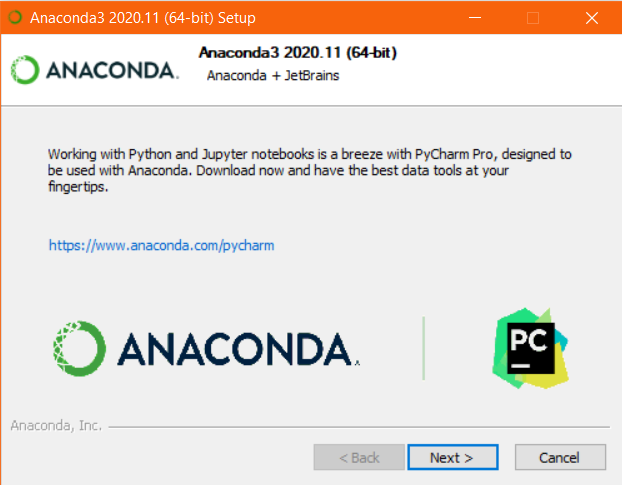 Anaconda3 2020.11 (64-bit) Setup
ANACONDA.
Anaconda3 2020.11 (64-bit)
Anaconda + JetBrains
Working with Python and Jupyter notebooks is a breeze with PyCharm Pro, designed to
be used with Anaconda. Download now and have the best data tools at your
fingertips.
https://www.anaconda.com/pycharm
ANACONDA.
PC
Anaconda, Inc.
< Back
Next >
Cancel